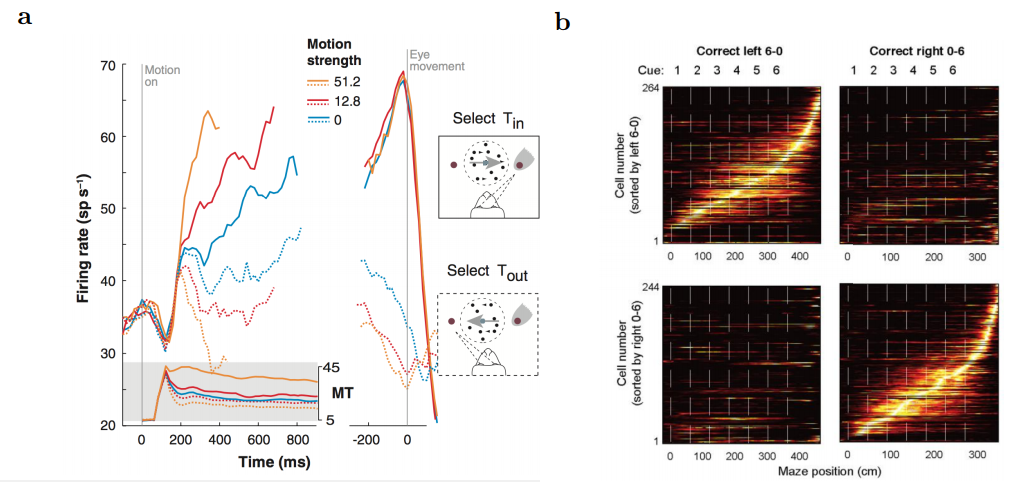 a
Motion
strength
51.2
12.8
0
Motion
on
Eye
movement
70
60
50
40
30
20
Firing rate (sp s⁻¹)
45
MT
5
0 200 400 600 800
-200 0
Time (ms)
Select Tin
Select Tout
b
Correct left 6-0
Correct right 0-6
Cue: 1 2 3 4 5 6
1 2 3 4 5 6
264
Cell number
(sorted by left 6-0)
1
0 100 200 300 400
0 100 200 300
244
Cell number
(sorted by right 0-6)
1
0 100 200 300 400
0 100 200 300
Maze position (cm)